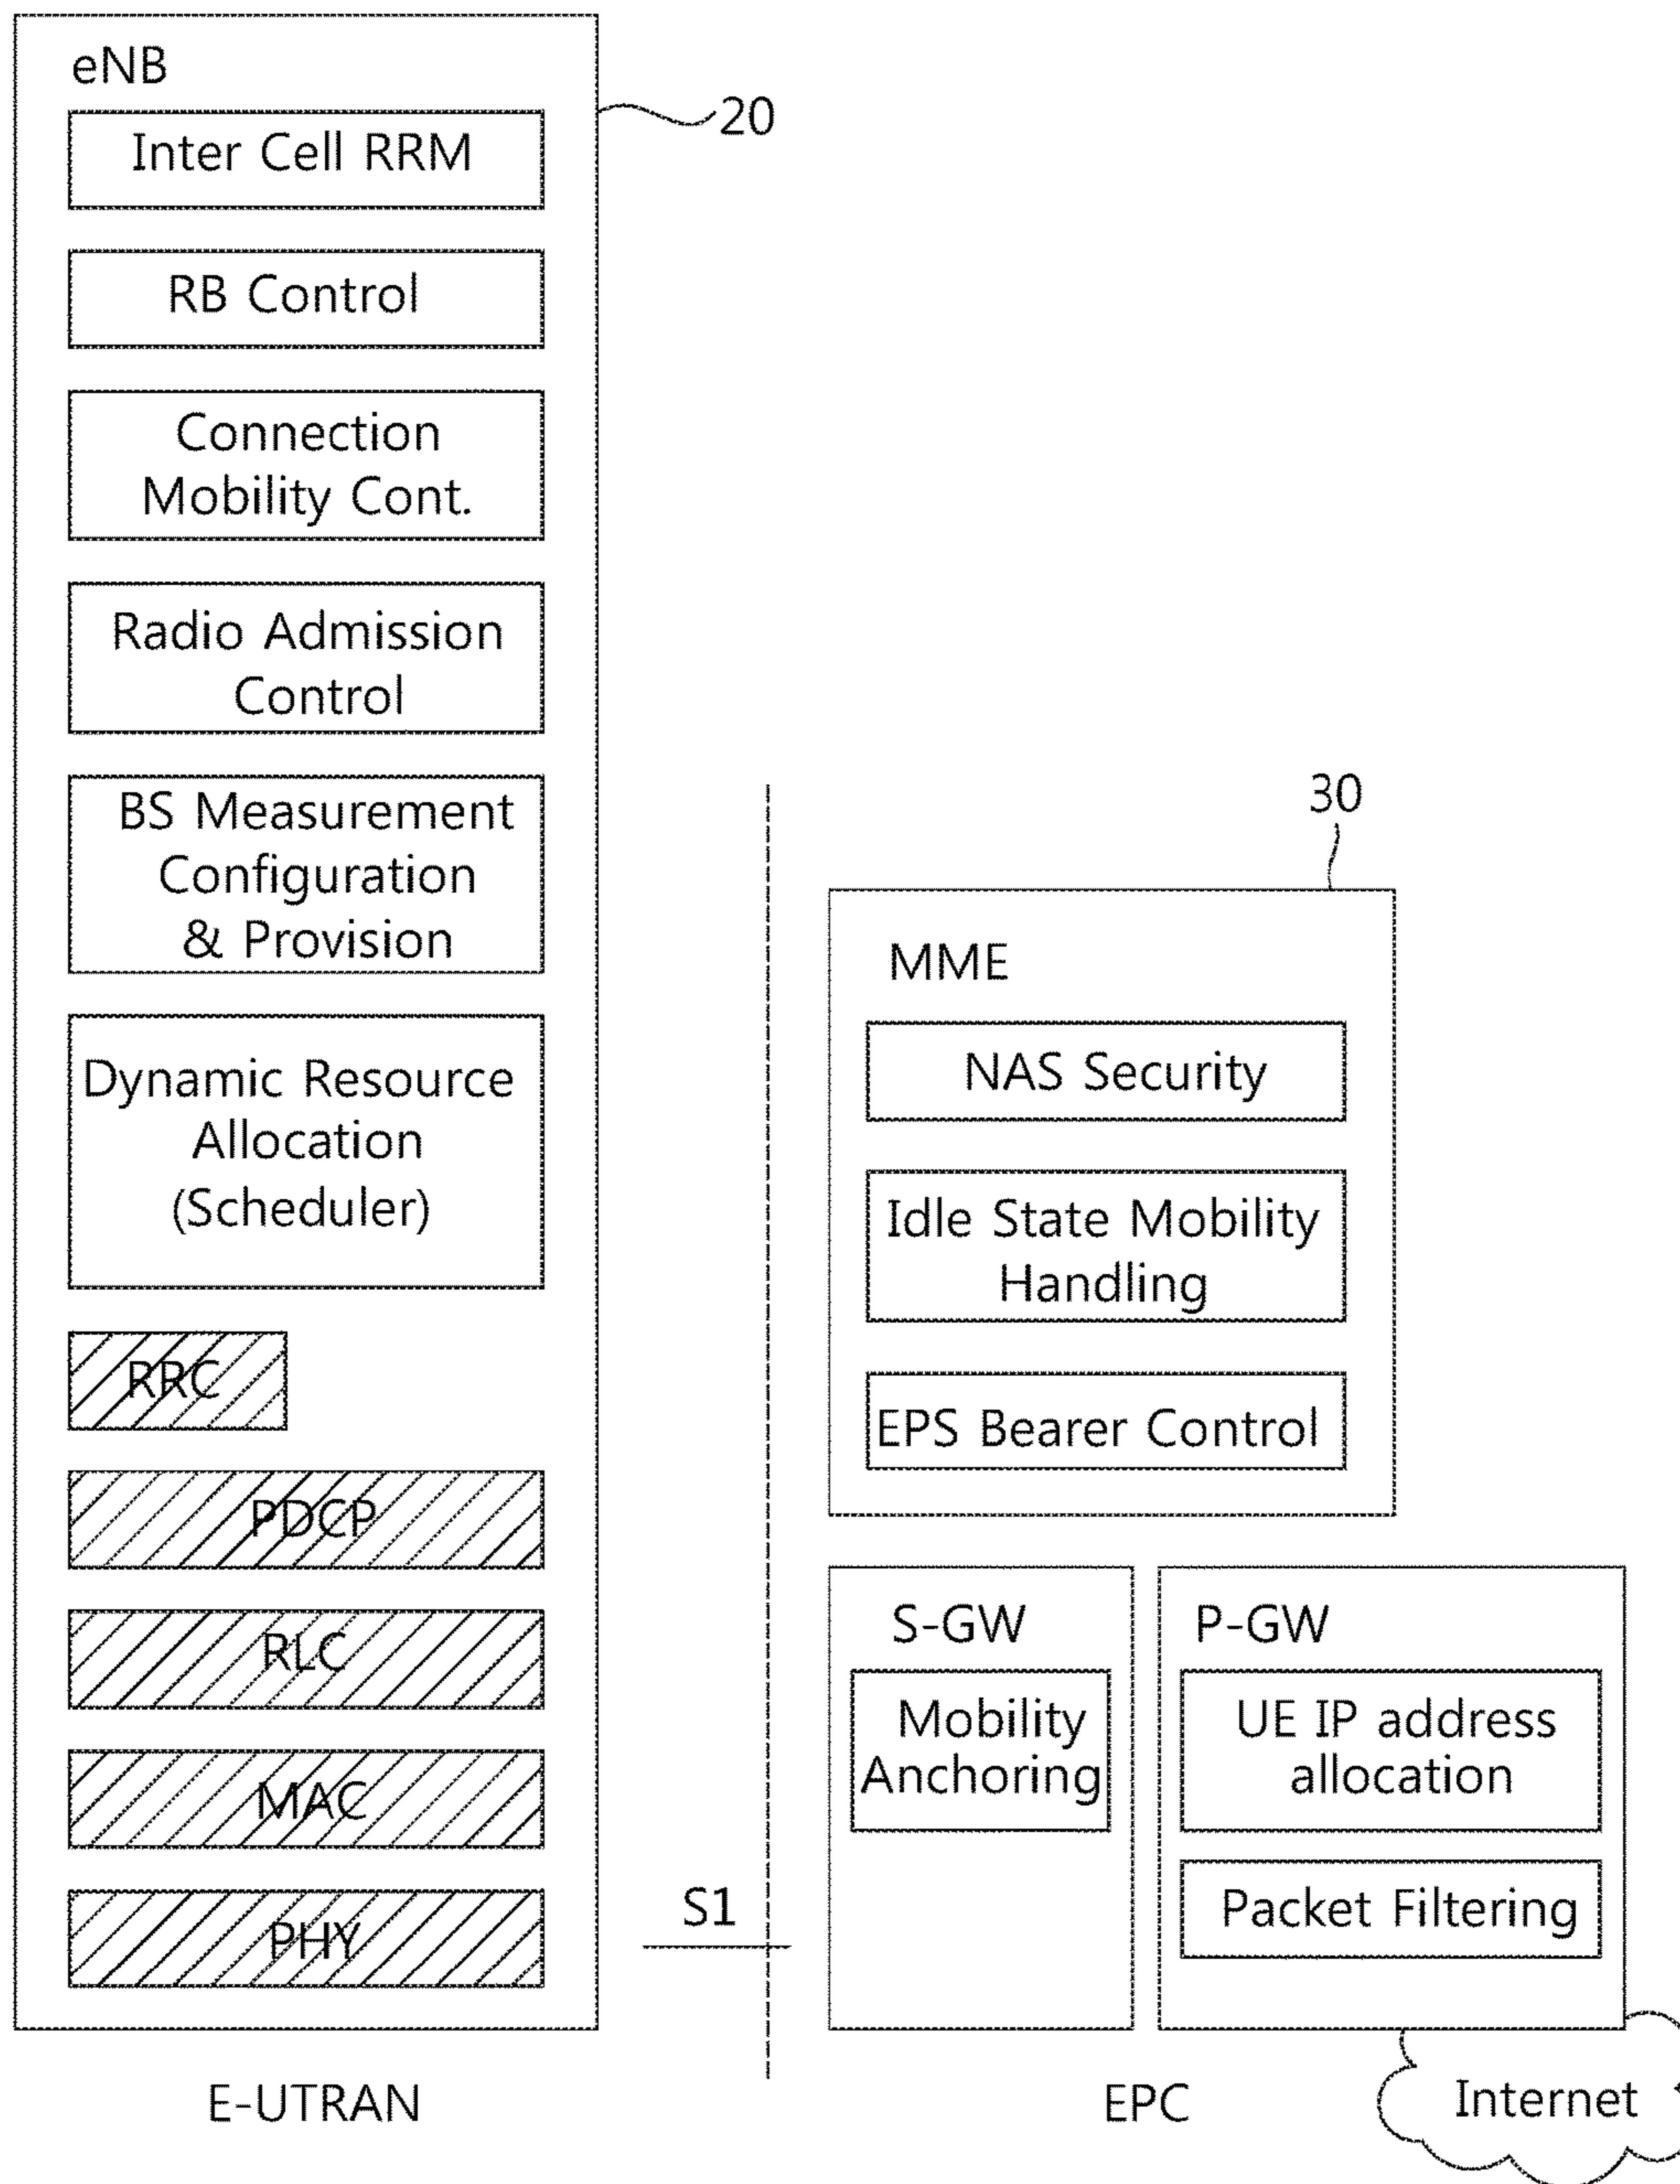 eNB
20
Inter Cell RRM
RB Control
Connection
Mobility Cont.
Radio Admission
Control
BS Measurement
Configuration
& Provision
Dynamic Resource
Allocation
(Scheduler)
RRC
PDCP
RLC
MAC
PHY
E-UTRAN
S1
30
MME
NAS Security
Idle State Mobility
Handling
EPS Bearer Control
S-GW
Mobility
Anchoring
P-GW
UE IP address
allocation
Packet Filtering
EPC
Internet